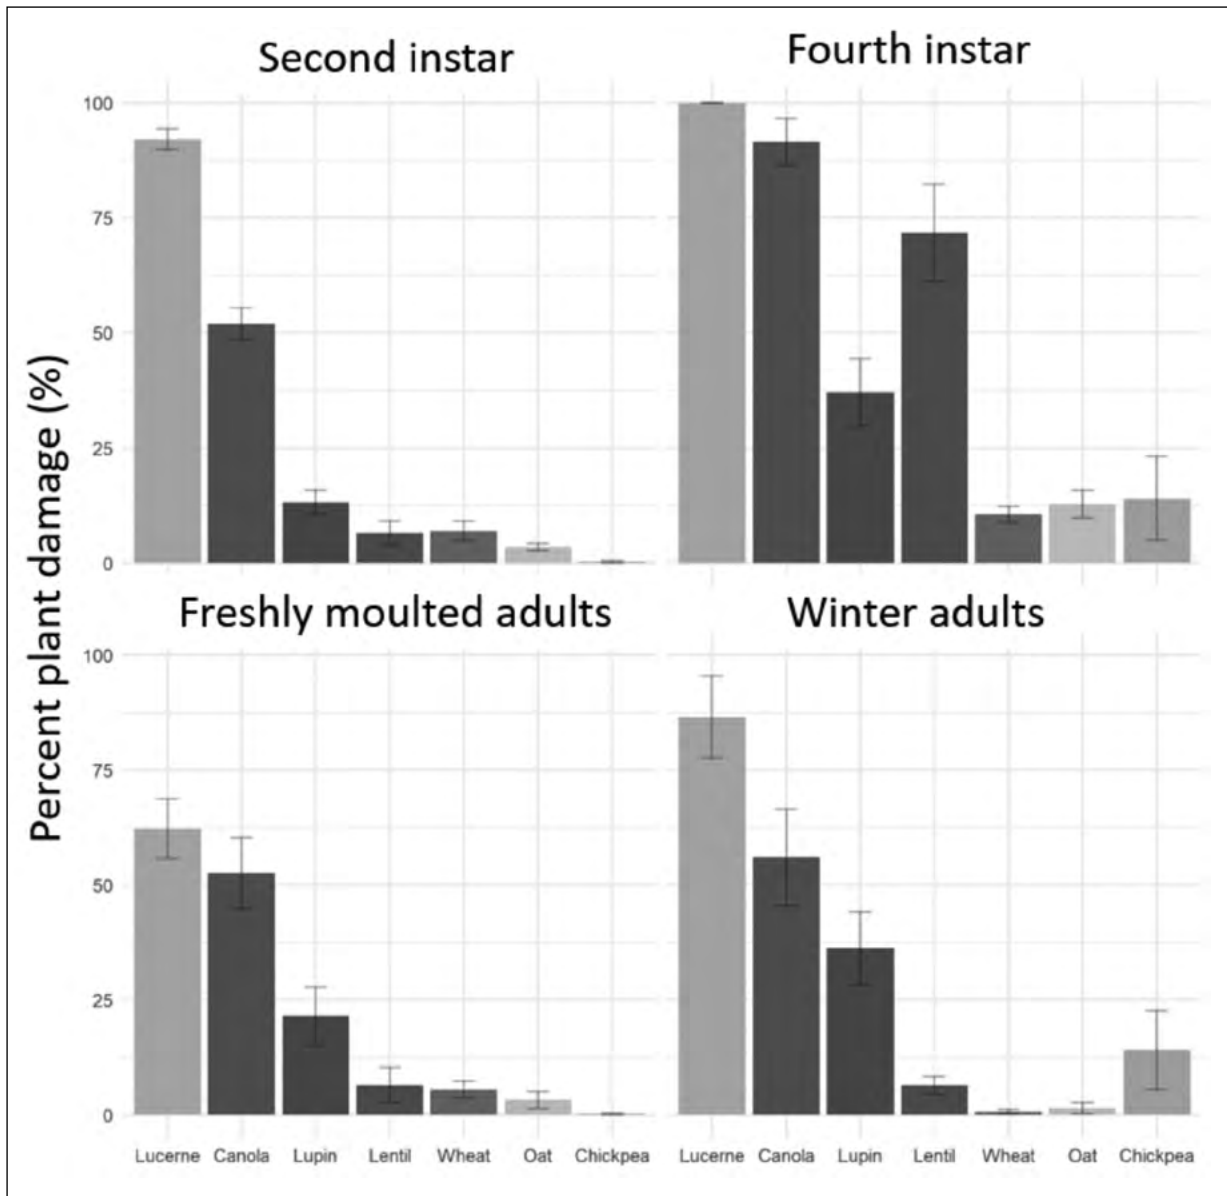 Second instar
Fourth instar
Percent plant damage (%)
100
75
50
25
0
Freshly moulted adults
Winter adults
100
75
50
25
0
Lucerne Canola Lupin Lentil Wheat Oat Chickpea
Lucerne Canola Lupin Lentil Wheat Oat Chickpea